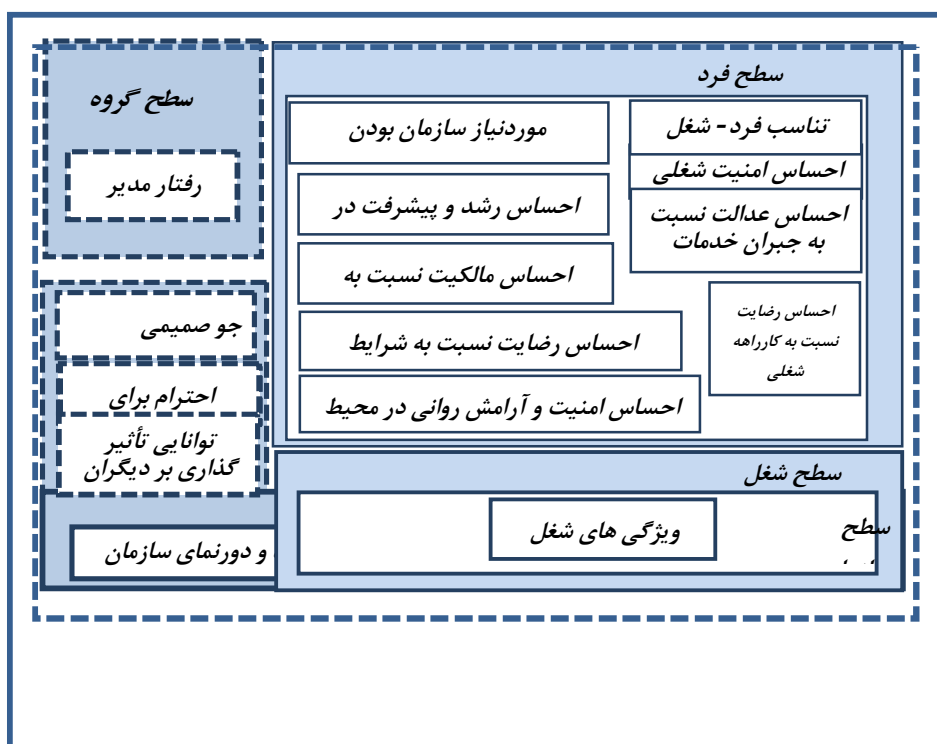 سطح فرد
تناسب فرد - شغل
احساس امنیت شغلی
احساس عدالت نسبت
به جبران خدمات
احساس رضایت
نسبت به کارراهه
شغلی
موردنیاز سازمان بودن
احساس رشد و پیشرفت در
احساس مالکیت نسبت به
احساس رضایت نسبت به شرایط
احساس امنیت و آرامش روانی در محیط
سطح گروه
رفتار مدیر
جو صمیمی
احترام برای
توانایی تأثیر
گذاری بر دیگران
سطح شغل
ویژگی های شغل
سطح
و دورنمای سازمان